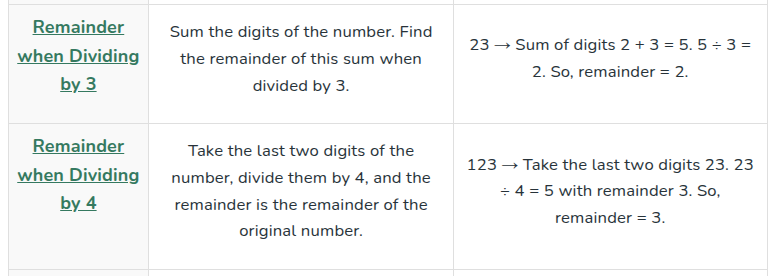 Remainder
when Dividing
by 3
Sum the digits of the number. Find
the remainder of this sum when
divided by 3.
23 → Sum of digits 2 + 3 = 5. 5 ÷ 3 =
2. So, remainder = 2.
Remainder
when Dividing
by 4
Take the last two digits of the
number, divide them by 4, and the
remainder is the remainder of the
original number.
123 → Take the last two digits 23. 23
÷ 4 = 5 with remainder 3. So,
remainder = 3.